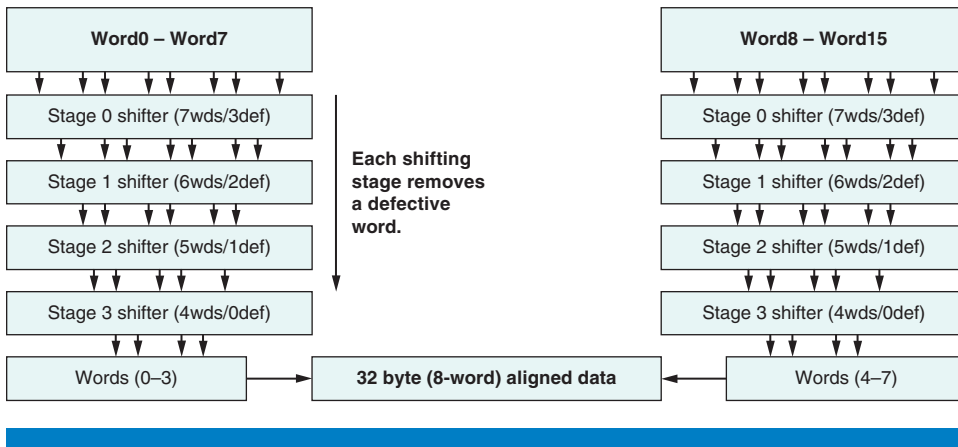 Word0 – Word7
Stage 0 shifter (7wds/3def)
Stage 1 shifter (6wds/2def)
Stage 2 shifter (5wds/1def)
Stage 3 shifter (4wds/0def)
Words (0–3)
Each shifting
stage removes
a defective
word.
32 byte (8-word) aligned data
Word8 – Word15
Stage 0 shifter (7wds/3def)
Stage 1 shifter (6wds/2def)
Stage 2 shifter (5wds/1def)
Stage 3 shifter (4wds/0def)
Words (4–7)